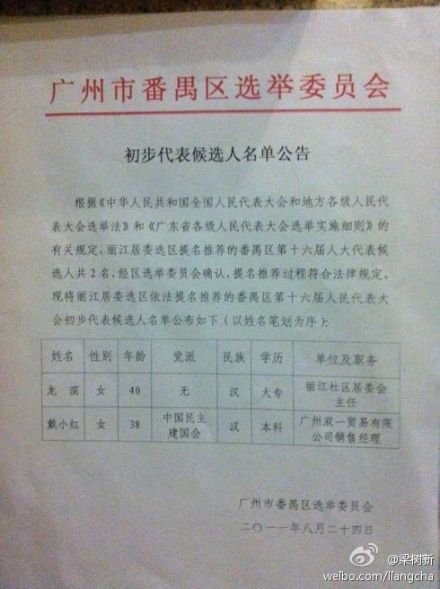 广州市番禺区选举委员会
初步代表候选人名单公告
根据《中华人民共和国全国人民代表大会和地方各级人民代
表大会选举法》和《广东省各级人民代表大会选举实施细则》的
有关规定，丽江居委选区提名推荐的番禺区第十六届人大代表候
选人共2名，经区选举委员会确认，提名推荐过程符合法律规定，
现将丽江居委选区依法提名推荐的番禺区第十六届人民代表大
会初步代表候选人名单公布如下（以姓名笔划为序）：
姓名 性别 年龄 党派 民族 学历 单位及职务
龙 滨 女 40 无 汉 大专 丽江社区居委会
主任
戴小红 女 38 中国民主
建国会 汉 本科 广州双一贸易有限
公司销售经理
广州市番禺区选举委员会
二〇一一年八月二十四日
@梁树新
weibo.com/liangcha